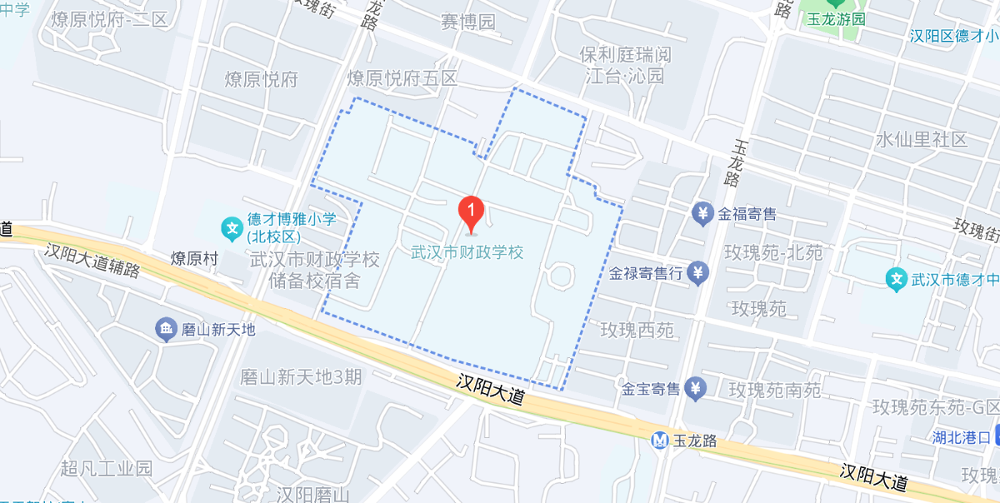 中学
燎原悦府-二区
玫瑰街
龙路
赛博园
路
玉龙游园
汉阳区德才小
保利庭瑞阅
江台·沁园
燎原悦府
燎原悦府五区
水仙里社区
玉龙路
1
金福寄售
德才博雅小学
(北校区)
玫瑰街
道
汉阳大道辅路
燎原村
武汉市财政学校
储备校宿舍
武汉市财政学校
玫瑰苑-北苑
金禄寄售行
武汉市德才中
玫瑰苑
磨山新天地
玫瑰西苑
磨山新天地3期
汉阳大道
金宝寄售
玫瑰苑南苑
玫瑰苑东苑-G区
玉龙路
湖北港口
超凡工业园
汉阳大道
玫瑰
汉阳磨山